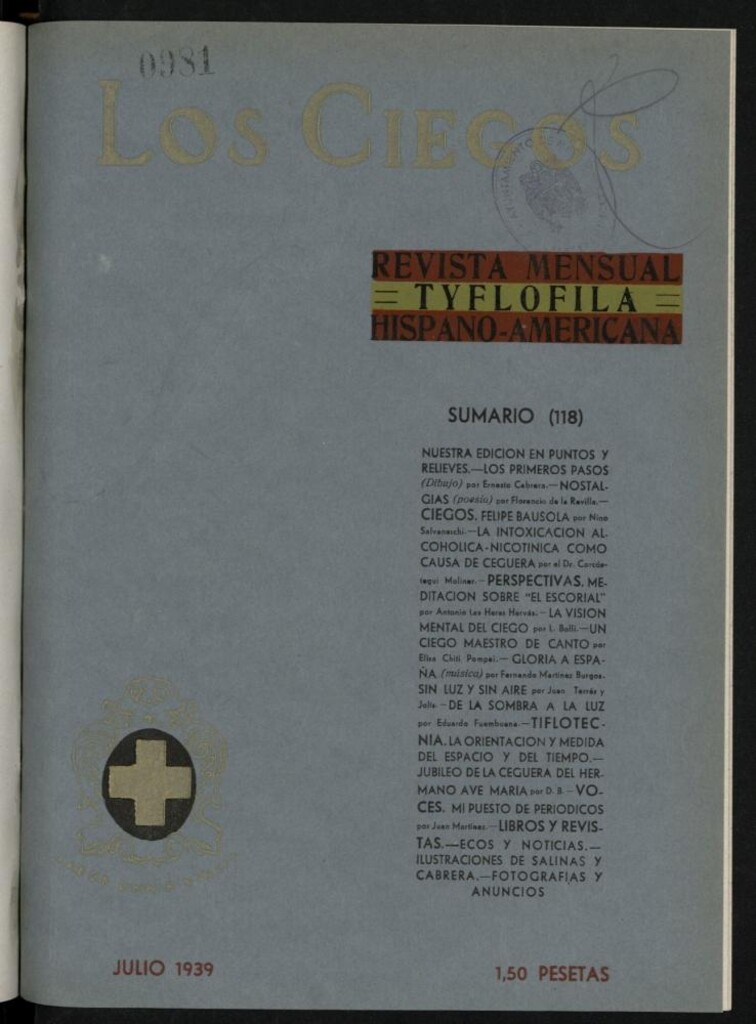 0981
LOS CIEGOS
AYUNTAMIENTO DE
REVISTA MENSUAL
= TYFLOFILA =
HISPANO-AMERICANA
SUMARIO (118)
NUESTRA EDICION EN PUNTOS Y
RELIEVES.—LOS PRIMEROS PASOS
(Dibujo) por Ernesto Cabrera.—NOSTAL-
GIAS (poesía) por Florencio de la Revilla.—
CIEGOS. FELIPE BAUSOLA por Nino
Salvaneschi.—LA INTOXICACION AL-
COHOLICA-NICOTINICA COMO
CAUSA DE CEGUERA por el Dr.
Moliner.—PERSPECTIVAS. ME-
DITACION SOBRE "EL ESCORIAL"
por Antonio Las Heras Hervás.—LA VISION
MENTAL DEL CIEGO por L. Balli.—UN
CIEGO MAESTRO DE CANTO por
Elisa Chiti Pompei.—GLORIA A ESPA-
ÑA (música) por Fernando Martínez Burgos.
SIN LUZ Y SIN AIRE por Juan Torrés y
Jolis.—DE LA SOMBRA A LA LUZ
por Eduardo Fuembuena.—TIFLOTEC-
NIA. LA ORIENTACION Y MEDIDA
DEL ESPACIO Y DEL TIEMPO.—
JUBILEO DE LA CEGUERA DEL HER-
MANO AVE MARIA por D. B.—VO-
CES. MI PUESTO DE PERIODICOS
por Juan Martínez.—LIBROS Y REVIS-
TAS.—ECOS Y NOTICIAS.—
ILUSTRACIONES DE SALINAS Y
CABRERA.—FOTOGRAFIAS Y
ANUNCIOS
JULIO 1939
1,50 PESETAS